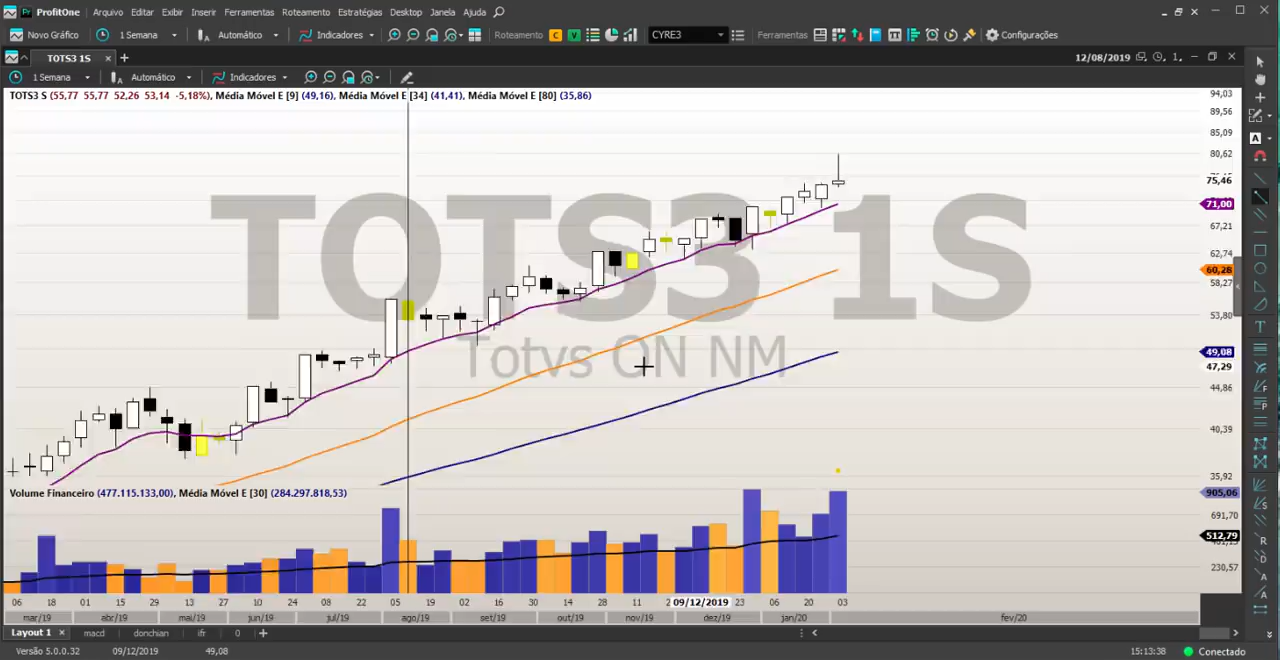 ProfitOne Arquivo Editar Exibir Inserir Ferramentas Roteamento Estratégias Desktop Janela Ajuda
Novo Gráfico 1 Semana Automático Indicadores Roteamento C V CYRE3 Ferramentas Configurações
TOTS3 1S 12/08/2019 1
1 Semana Automático Indicadores
TOTS3 S (55,77 55,77 52,26 53,14 -5,18%), Média Móvel E [9] (49,16), Média Móvel E [34] (41,41), Média Móvel E [80] (35,86)
94,03
89,56
85,09
80,62
75,46
71,00
67,21
62,74
60,28
58,27
53,80
49,08
47,29
44,86
40,39
35,92
TOTS3 1S
Totvs ON NM
Volume Financeiro (477.115.133,00), Média Móvel E [30] (284.297.818,53)
905,06
691,70
512,79
230,57
06 18 01 15 29 13 27 10 24 08 22 05 19 02 16 30 14 28 11 09/12/2019 23 06 20 03
mar/19 abr/19 mai/19 jun/19 jul/19 ago/19 set/19 out/19 nov/19 dez/19 jan/20 fev/20
Layout 1 macd donchian ifr 0
Versão 5.0.0.32 09/12/2019 49,08 15:13:38 Conectado